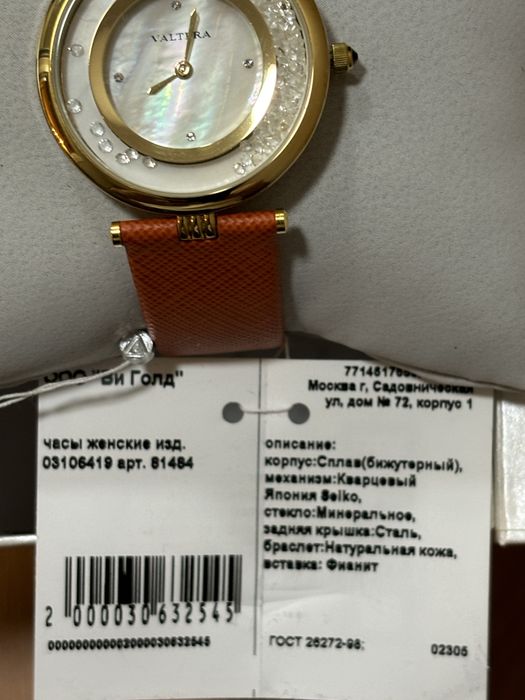 VALTERA
ООО "Ви Голд"
Москва г, Садовническая
ул, дом № 72, корпус 1
часы женские изд.
03106419 арт. 81484
описание:
корпус:Сплав(бижутерный),
механизм:Кварцевый
Япония Seiko,
стекло:Минеральное,
задняя крышка:Сталь,
браслет:Натуральная кожа,
вставка: Фианит
2 000030 632545
ГОСТ 26272-98;
02305